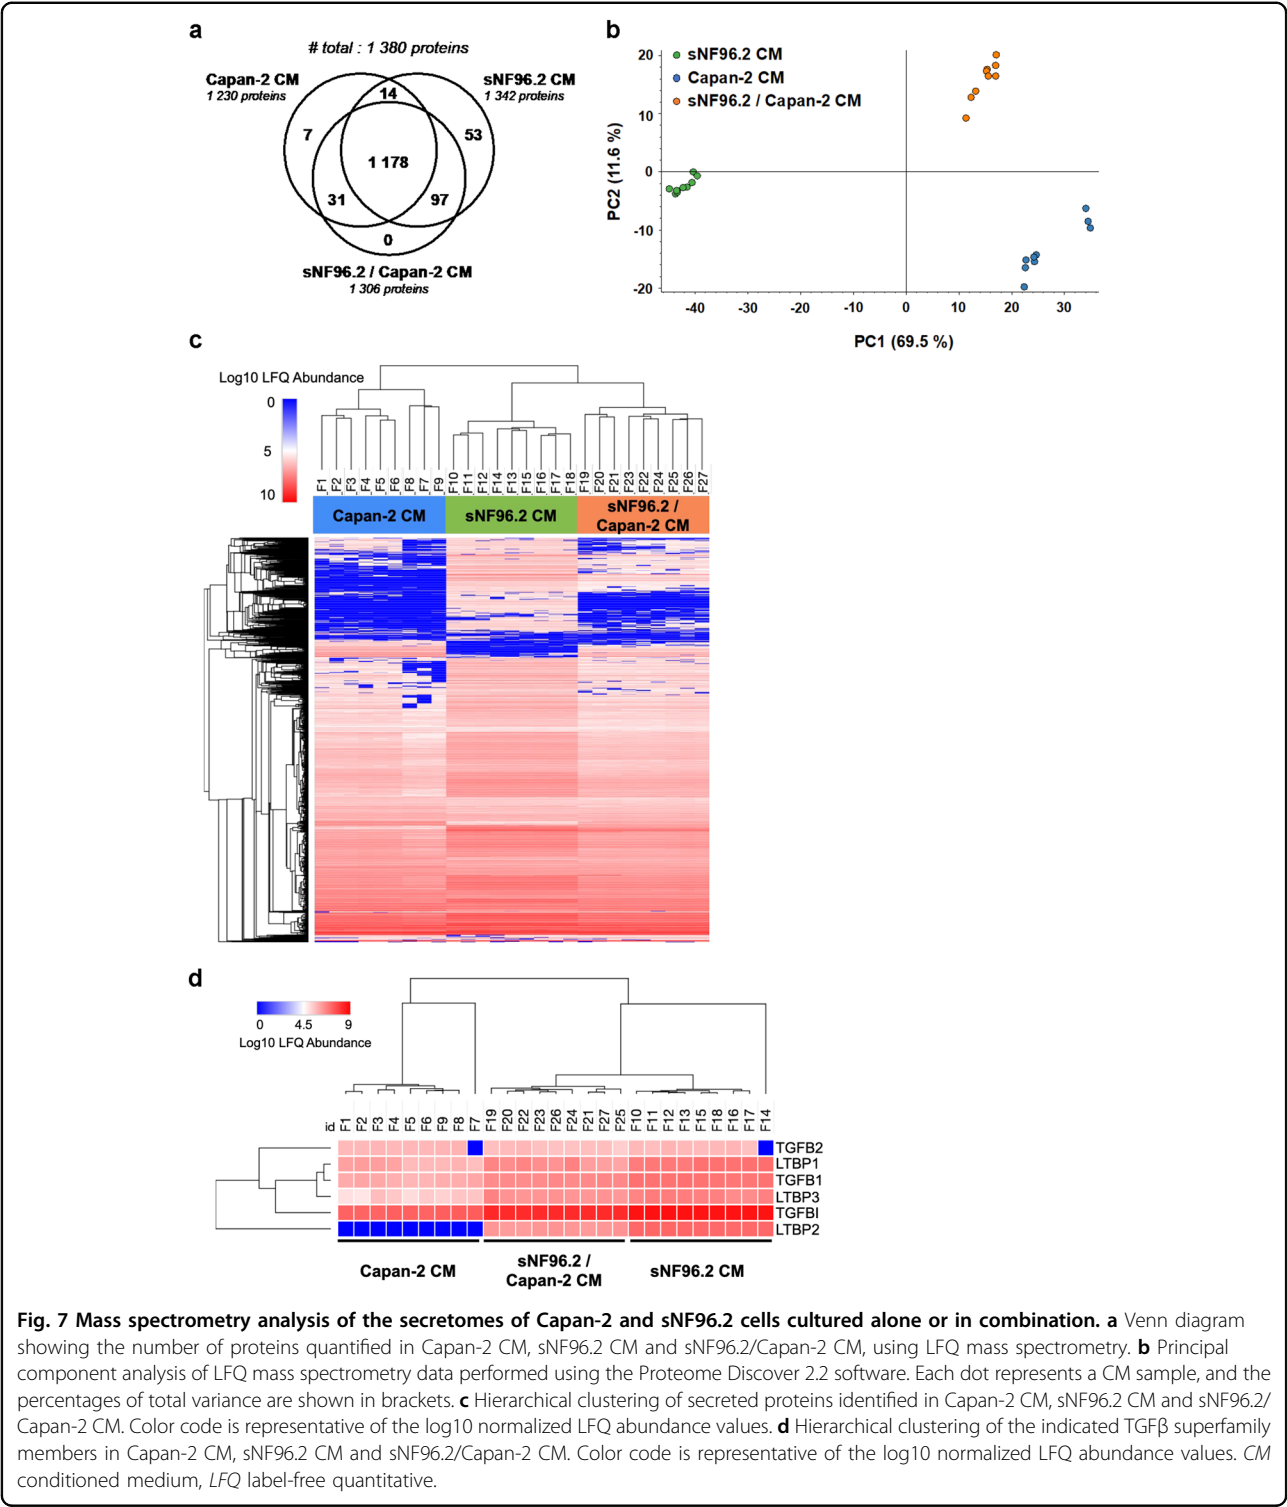 a
# total : 1 380 proteins
Capan-2 CM
1 230 proteins
sNF96.2 CM
1 342 proteins
14
7
53
1 178
31
97
0
sNF96.2 / Capan-2 CM
1 306 proteins
b
sNF96.2 CM
Capan-2 CM
sNF96.2 / Capan-2 CM
PC2 (11.6 %)
20
10
0
-10
-20
-40
-30
-20
-10
0
10
20
30
PC1 (69.5 %)
c
Log10 LFQ Abundance
0
5
10
F1 F2 F3 F4 F5 F6 F8 F7 F9 F10 F11 F12 F14 F13 F15 F16 F17 F18 F19 F20 F21 F23 F22 F24 F25 F26 F27
Capan-2 CM
sNF96.2 CM
sNF96.2 /
Capan-2 CM
d
0 4.5 9
Log10 LFQ Abundance
id F1 F2 F3 F4 F5 F6 F9 F8 F7 F19 F20 F22 F23 F26 F24 F21 F27 F25 F10 F11 F12 F13 F15 F18 F16 F17 F14
TGFB2
LTBP1
TGFB1
LTBP3
TGFBI
LTBP2
Capan-2 CM
sNF96.2 /
Capan-2 CM
sNF96.2 CM
Fig. 7 Mass spectrometry analysis of the secretomes of Capan-2 and sNF96.2 cells cultured alone or in combination. a Venn diagram
showing the number of proteins quantified in Capan-2 CM, sNF96.2 CM and sNF96.2/Capan-2 CM, using LFQ mass spectrometry. b Principal
component analysis of LFQ mass spectrometry data performed using the Proteome Discover 2.2 software. Each dot represents a CM sample, and the
percentages of total variance are shown in brackets. c Hierarchical clustering of secreted proteins identified in Capan-2 CM, sNF96.2 CM and sNF96.2/
Capan-2 CM. Color code is representative of the log10 normalized LFQ abundance values. d Hierarchical clustering of the indicated TGFβ superfamily
members in Capan-2 CM, sNF96.2 CM and sNF96.2/Capan-2 CM. Color code is representative of the log10 normalized LFQ abundance values. CM
conditioned medium, LFQ label-free quantitative.